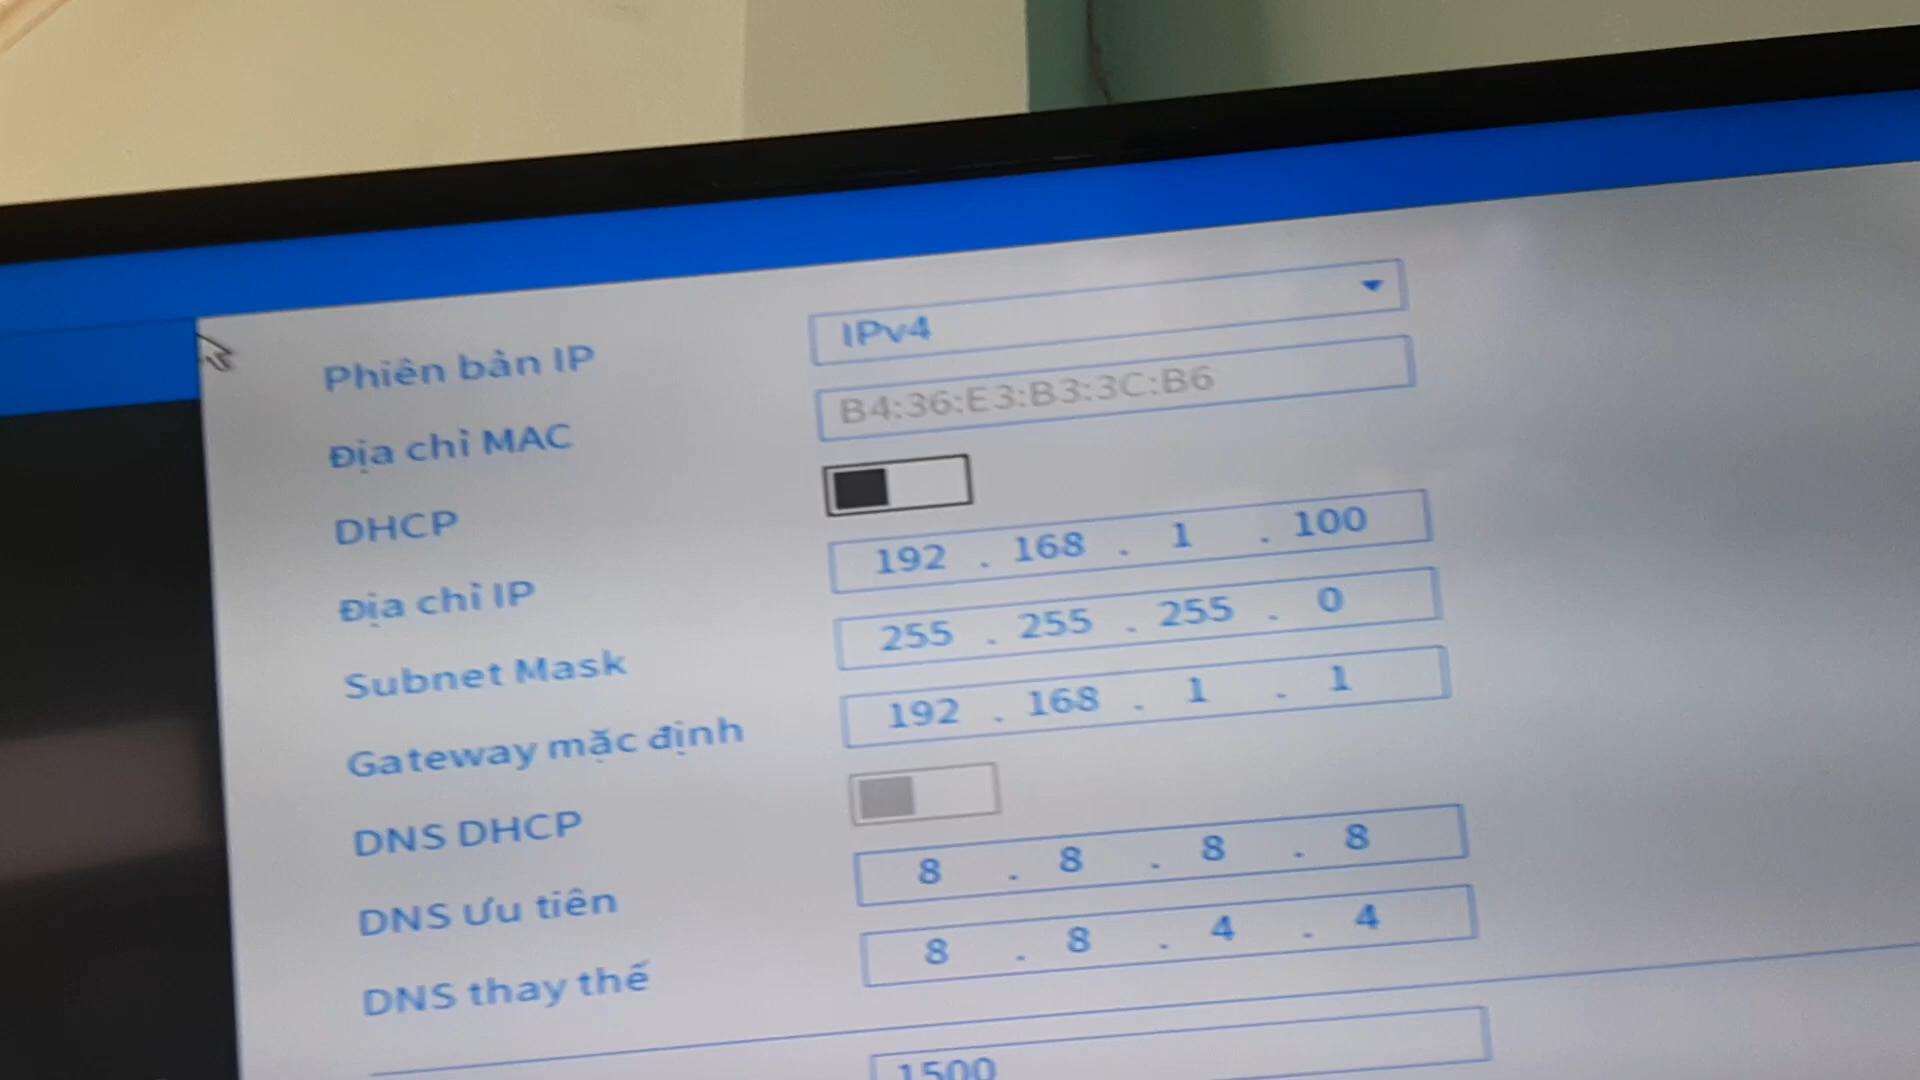 Phiên bản IP IPv4
Địa chỉ MAC B4:36:E3:B3:3C:B6
DHCP
Địa chỉ IP 192 . 168 . 1 . 100
Subnet Mask 255 . 255 . 255 . 0
Gateway mặc định 192 . 168 . 1 . 1
DNS DHCP
DNS Ưu tiên 8 . 8 . 8 . 8
DNS thay thế 8 . 8 . 4 . 4
1500